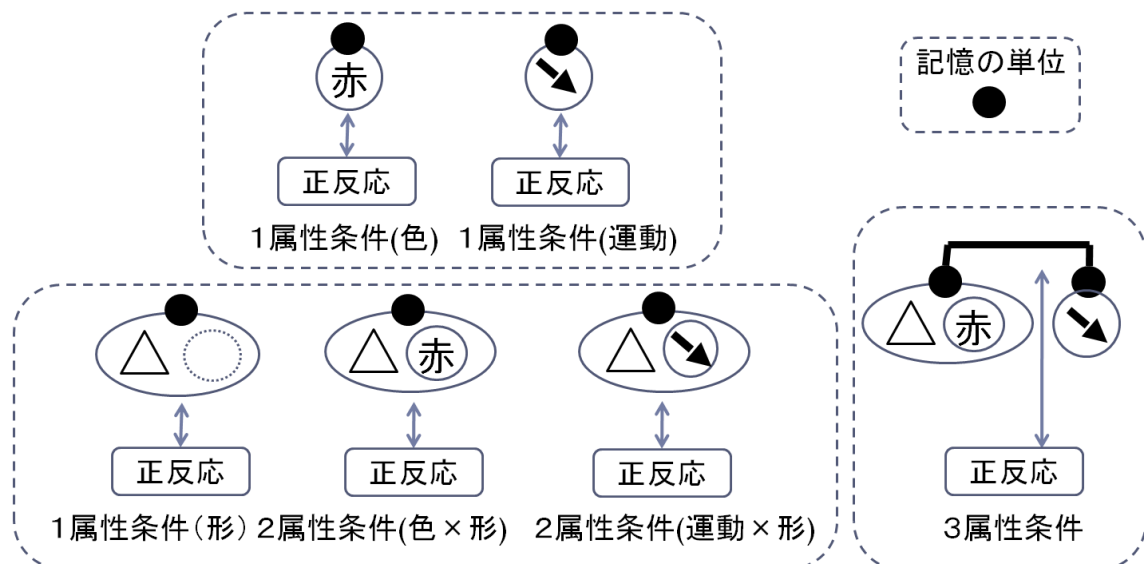 赤
正反応
正反応
1属性条件(色)
1属性条件(運動)
記憶の単位
赤
赤
正反応
正反応
正反応
正反応
1属性条件(形)
2属性条件(色×形)
2属性条件(運動×形)
3属性条件